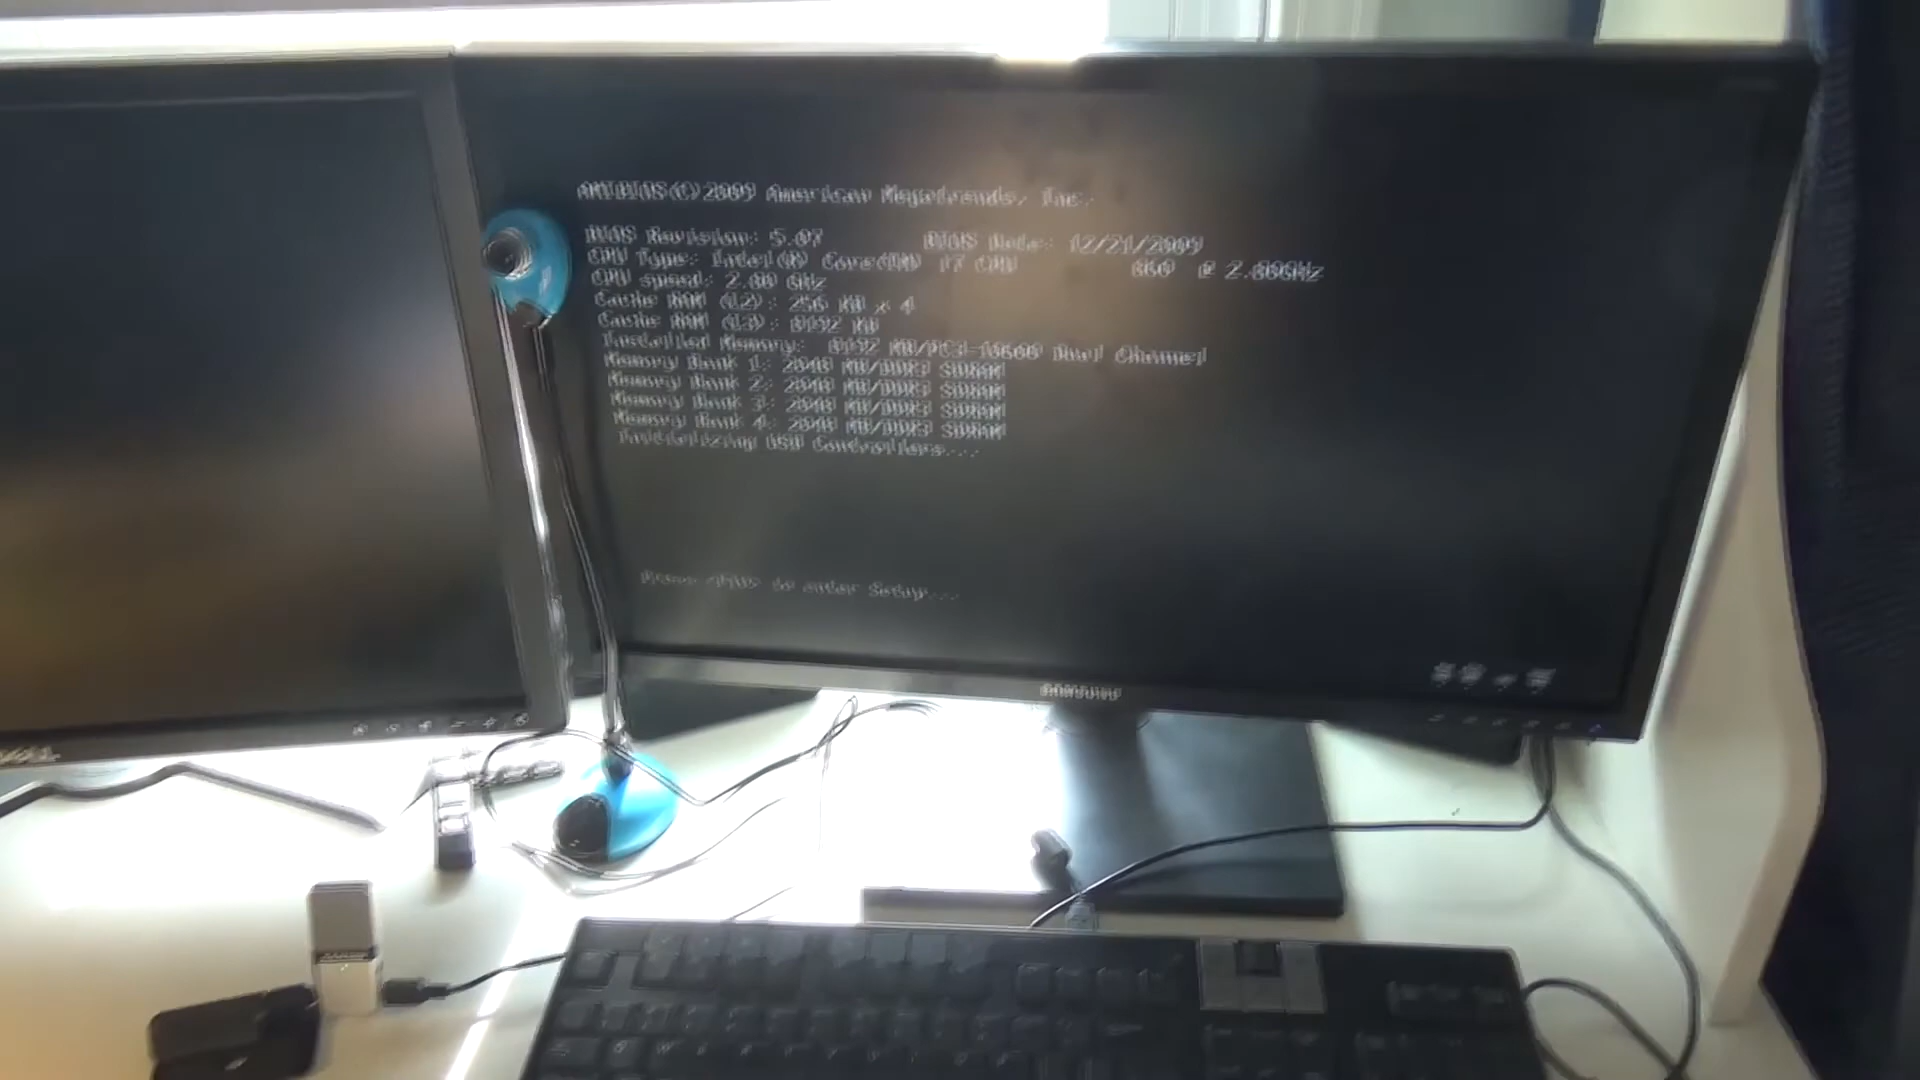 AMIBIOS(C)2009 American Megatrends, Inc.
BIOS Revision: 5.07 BIOS Date: 12/21/2009
CPU Type: Intel(R) Core(TM) i7 CPU 860 @ 2.80GHz
CPU speed: 2.80 GHz
Cache RAM (L2): 256 KB x 4
Cache RAM (L3): 8192 KB
Installed Memory: 8192 MB/PC3-10600 Dual Channel
Memory Bank 1: 2048 MB/DDR3 SDRAM
Memory Bank 2: 2048 MB/DDR3 SDRAM
Memory Bank 3: 2048 MB/DDR3 SDRAM
Memory Bank 4: 2048 MB/DDR3 SDRAM
Initializing USB Controllers...
Press to enter Setup...
SAMSUNG
DELL